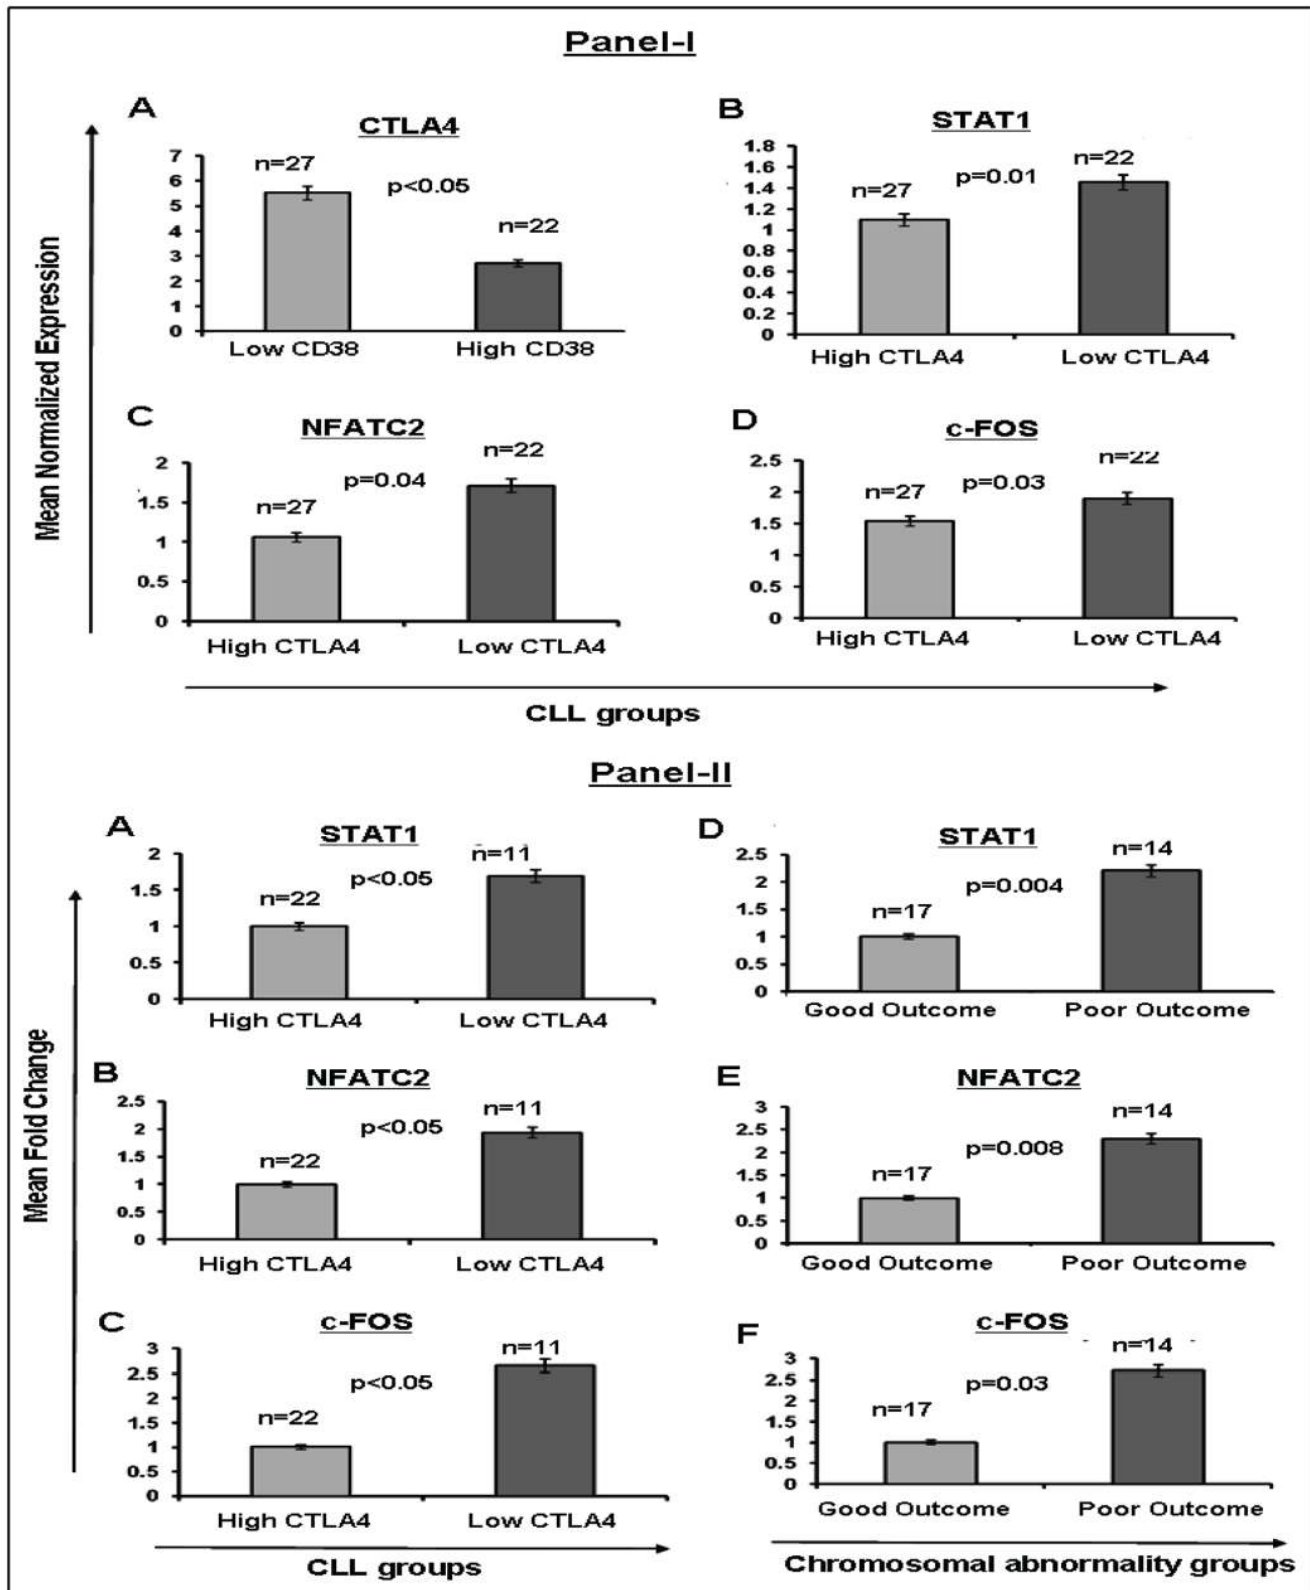 Panel-I
Mean Normalized Expression
A
CTLA4
7
6
5
4
3
2
1
0
n=27
p<0.05
n=22
Low CD38
High CD38
B
STAT1
1.8
1.6
1.4
1.2
1
0.8
0.6
0.4
0.2
0
n=27
p=0.01
n=22
High CTLA4
Low CTLA4
C
NFATC2
2
1.5
1
0.5
0
n=27
p=0.04
n=22
High CTLA4
Low CTLA4
D
c-FOS
2.5
2
1.5
1
0.5
0
n=27
p=0.03
n=22
High CTLA4
Low CTLA4
CLL groups
Panel-II
Mean Fold Change
A
STAT1
2
1.5
1
0.5
0
n=22
p<0.05
n=11
High CTLA4
Low CTLA4
D
STAT1
2.5
2
1.5
1
0.5
0
n=17
p=0.004
n=14
Good Outcome
Poor Outcome
B
NFATC2
2.5
2
1.5
1
0.5
0
n=22
p<0.05
n=11
High CTLA4
Low CTLA4
E
NFATC2
3
2.5
2
1.5
1
0.5
0
n=17
p=0.008
n=14
Good Outcome
Poor Outcome
C
c-FOS
3
2.5
2
1.5
1
0.5
0
n=22
p<0.05
n=11
High CTLA4
Low CTLA4
CLL groups
F
c-FOS
3
2.5
2
1.5
1
0.5
0
n=17
p=0.03
n=14
Good Outcome
Poor Outcome
Chromosomal abnormality groups